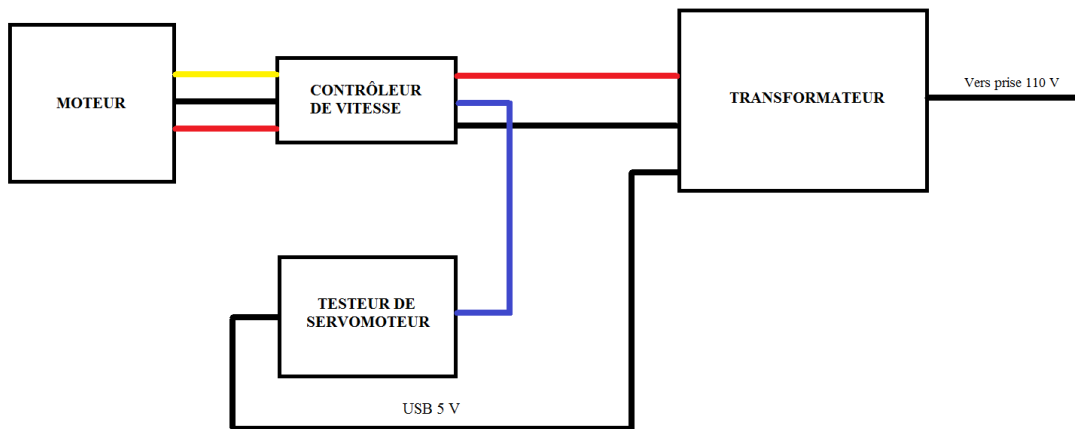 MOTEUR
CONTRÔLEUR
DE VITESSE
TRANSFORMATEUR
Vers prise 110 V
TESTEUR DE
SERVOMOTEUR
USB 5 V